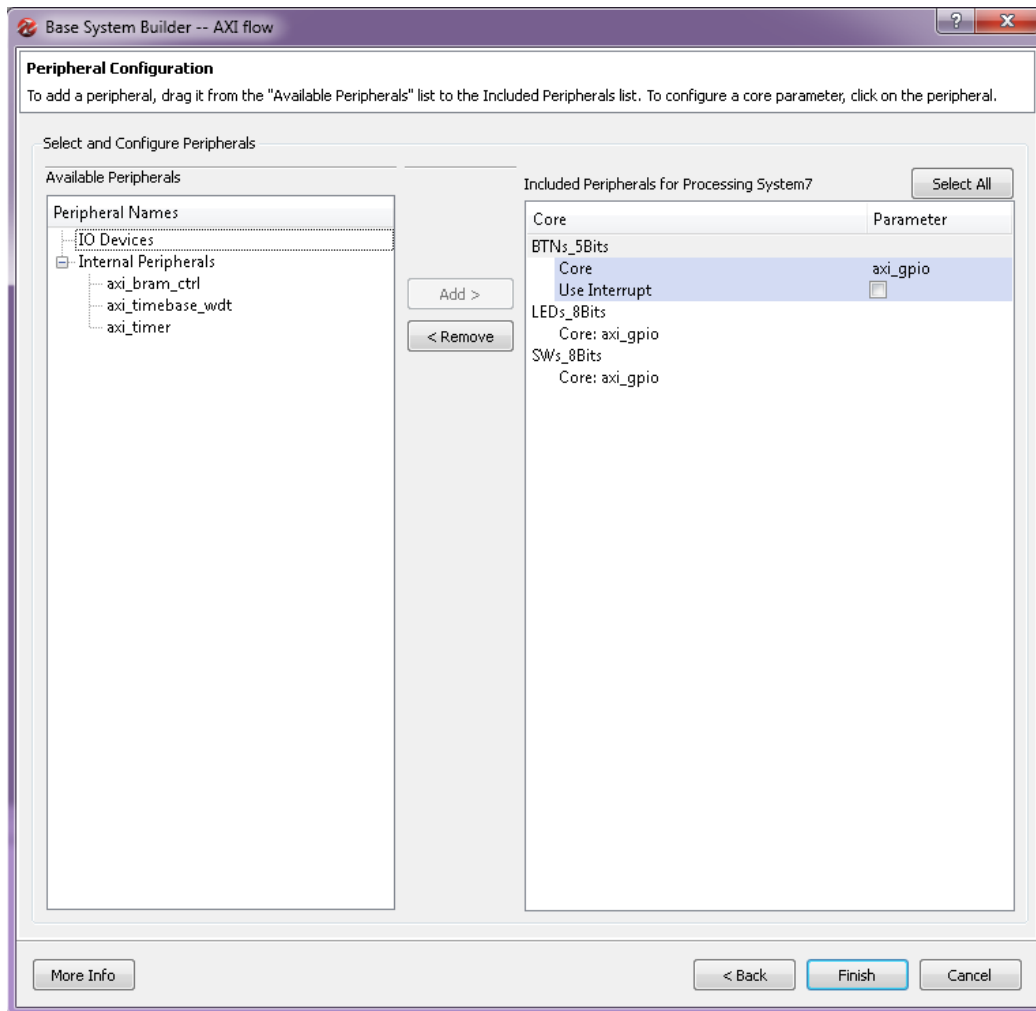 Base System Builder -- AXI flow
Peripheral Configuration
To add a peripheral, drag it from the "Available Peripherals" list to the Included Peripherals list. To configure a core parameter, click on the peripheral.
Select and Configure Peripherals
Available Peripherals
Peripheral Names
IO Devices
Internal Peripherals
axi_bram_ctrl
axi_timebase_wdt
axi_timer
Add >
< Remove
Included Peripherals for Processing System7
Select All
Core Parameter
BTNs_5Bits
Core axi_gpio
Use Interrupt
LEDs_8Bits
Core: axi_gpio
SWs_8Bits
Core: axi_gpio
More Info
< Back
Finish
Cancel